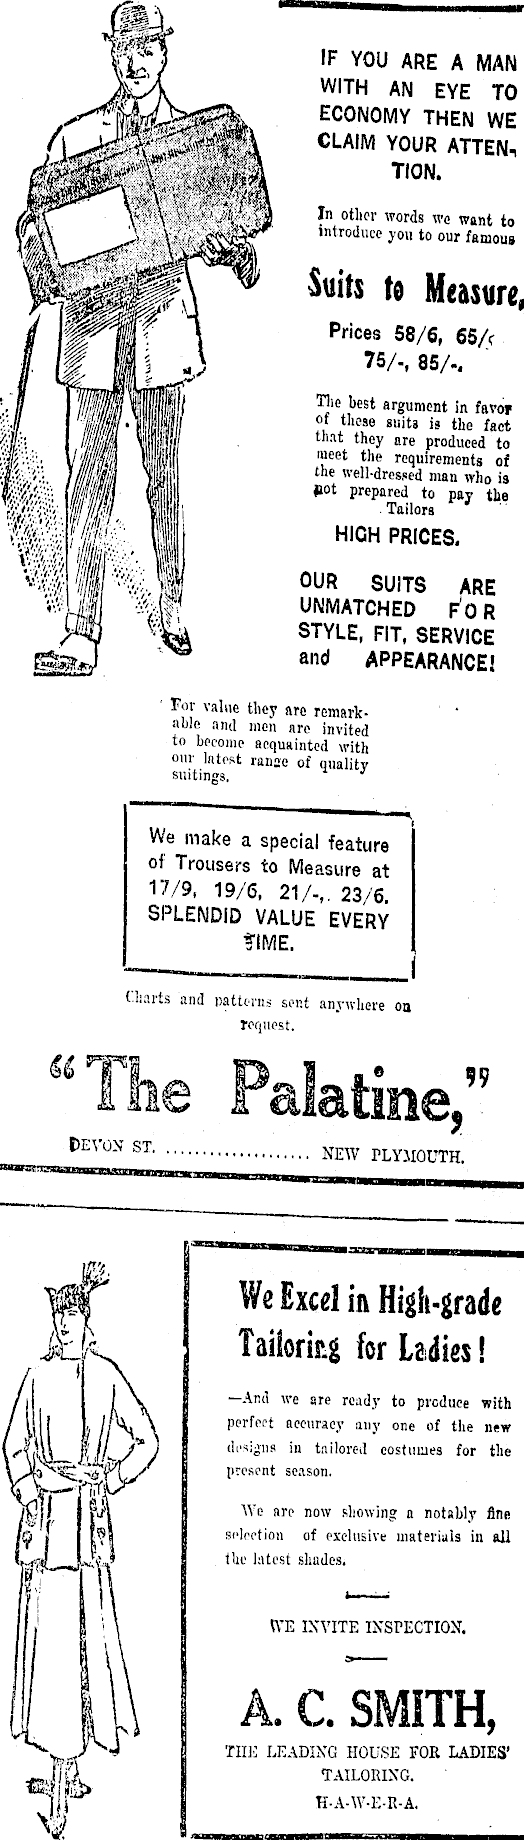 IF YOU ARE A MAN
WITH AN EYE TO
ECONOMY THEN WE
CLAIM YOUR ATTEN-
TION.
In other words we want to
introduce you to our famous
Suits to Measure,
Prices 58/6, 65/-
75/-, 85/-.
The best argument in favor
of these suits is the fact
that they are produced to
meet the requirements of
the well-dressed man who is
not prepared to pay the
Tailors
HIGH PRICES.
OUR SUITS ARE
UNMATCHED FOR
STYLE, FIT, SERVICE
and APPEARANCE!
For value they are remark-
able and men are invited
to become acquainted with
our latest range of quality
suitings.
We make a special feature
of Trousers to Measure at
17/9, 19/6, 21/-, 23/6.
SPLENDID VALUE EVERY
TIME.
Charts and patterns sent anywhere on
request.
"The Palatine,"
DEVON ST. .................... NEW PLYMOUTH.
We Excel in High-grade
Tailoring for Ladies!
—And we are ready to produce with
perfect accuracy any one of the new
designs in tailored costumes for the
present season.
We are now showing a notably fine
selection of exclusive materials in all
the latest shades.
WE INVITE INSPECTION.
A. C. SMITH,
THE LEADING HOUSE FOR LADIES'
TAILORING.
H-A-W-E-R-A.